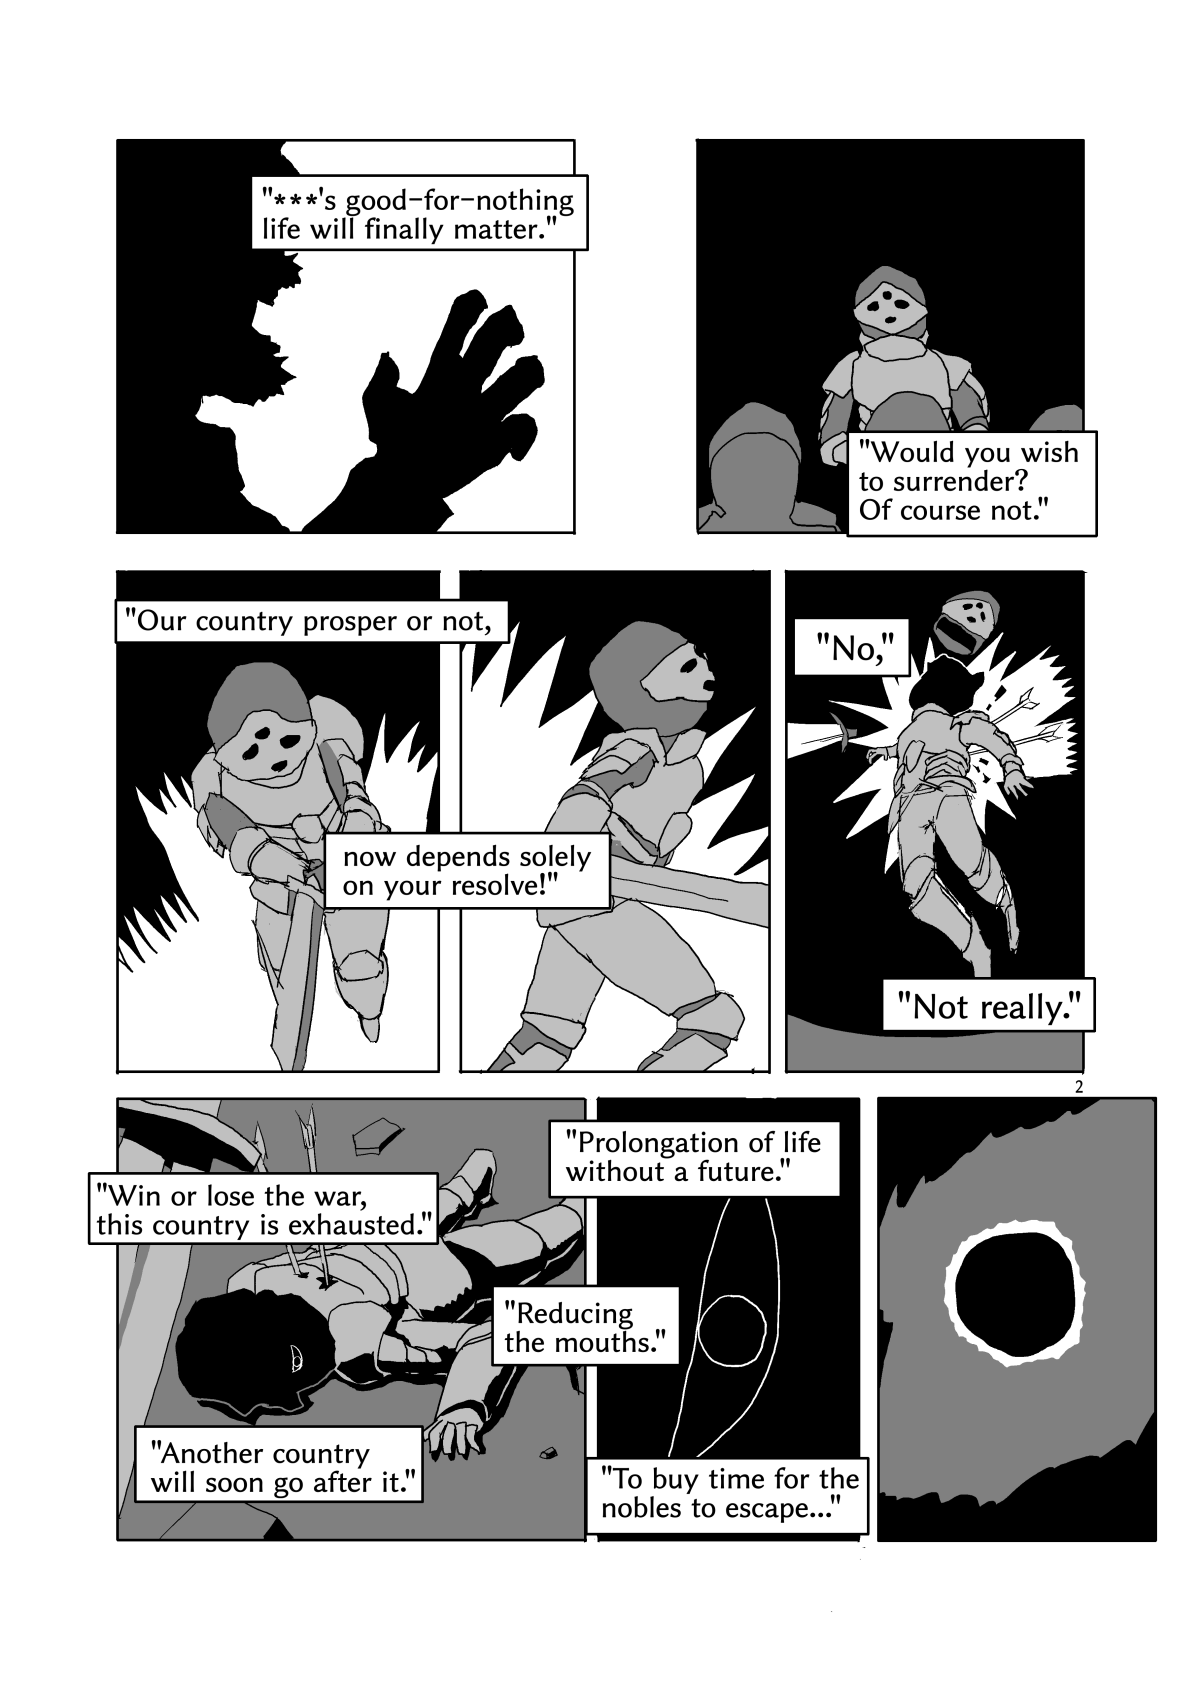 "***'s good-for-nothing
life will finally matter."
"Would you wish
to surrender?
Of course not."
"Our country prosper or not,
now depends solely
on your resolve!"
"No,"
"Not really."
2
"Win or lose the war,
this country is exhausted."
"Another country
will soon go after it."
"Prolongation of life
without a future."
"Reducing
the mouths."
"To buy time for the
nobles to escape..."